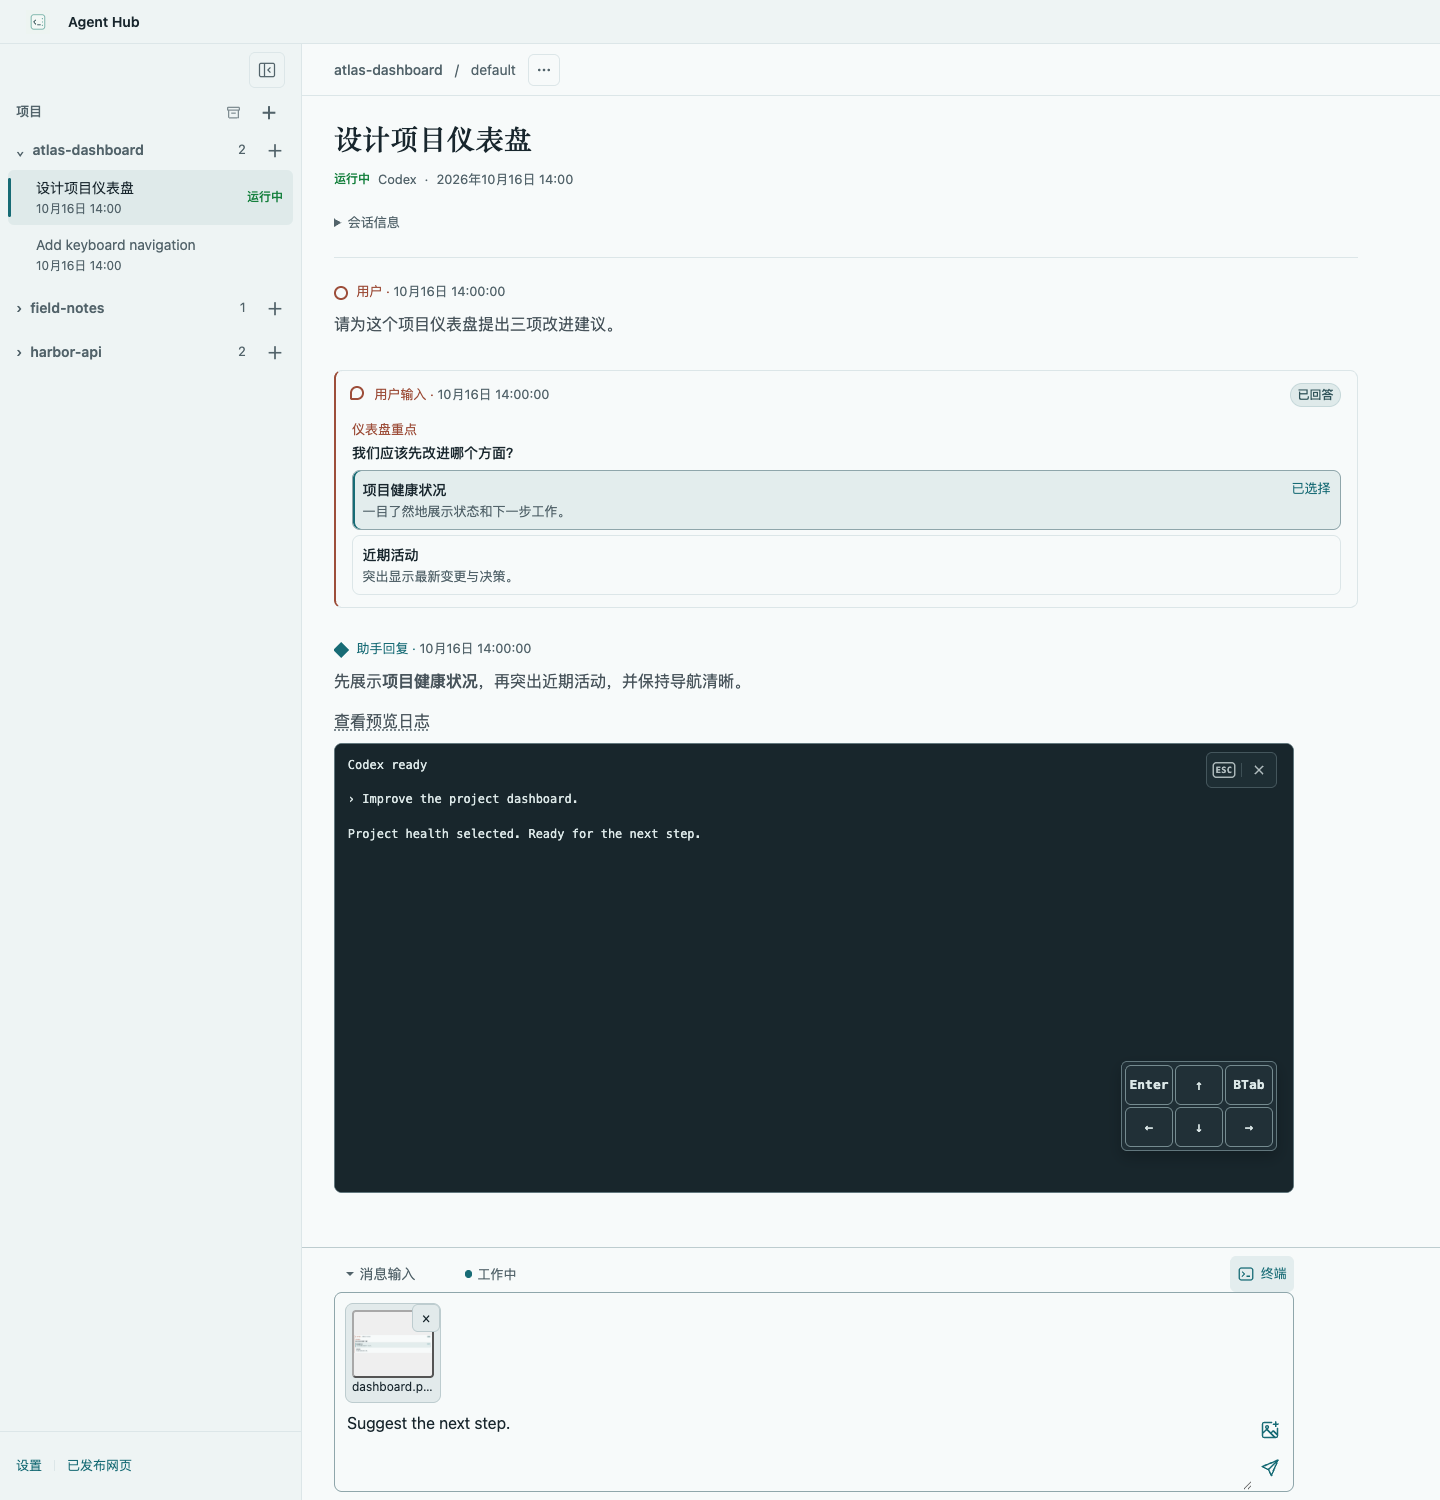 Agent Hub
项目
atlas-dashboard 2
设计项目仪表盘
10月16日 14:00
运行中
Add keyboard navigation
10月16日 14:00
field-notes 1
harbor-api 2
设置
已发布网页
atlas-dashboard / default
设计项目仪表盘
运行中 Codex · 2026年10月16日 14:00
会话信息
用户 · 10月16日 14:00:00
请为这个项目仪表盘提出三项改进建议。
用户输入 · 10月16日 14:00:00
已回答
仪表盘重点
我们应该先改进哪个方面?
项目健康状况
已选择
一目了然地展示状态和下一步工作。
近期活动
突出显示最新变更与决策。
助手回复 · 10月16日 14:00:00
先展示项目健康状况，再突出近期活动，并保持导航清晰。
查看预览日志
Codex ready
ESC
› Improve the project dashboard.
Project health selected. Ready for the next step.
Enter ↑ BTab
← ↓ →
消息输入
工作中
终端
dashboard.p...
Suggest the next step.